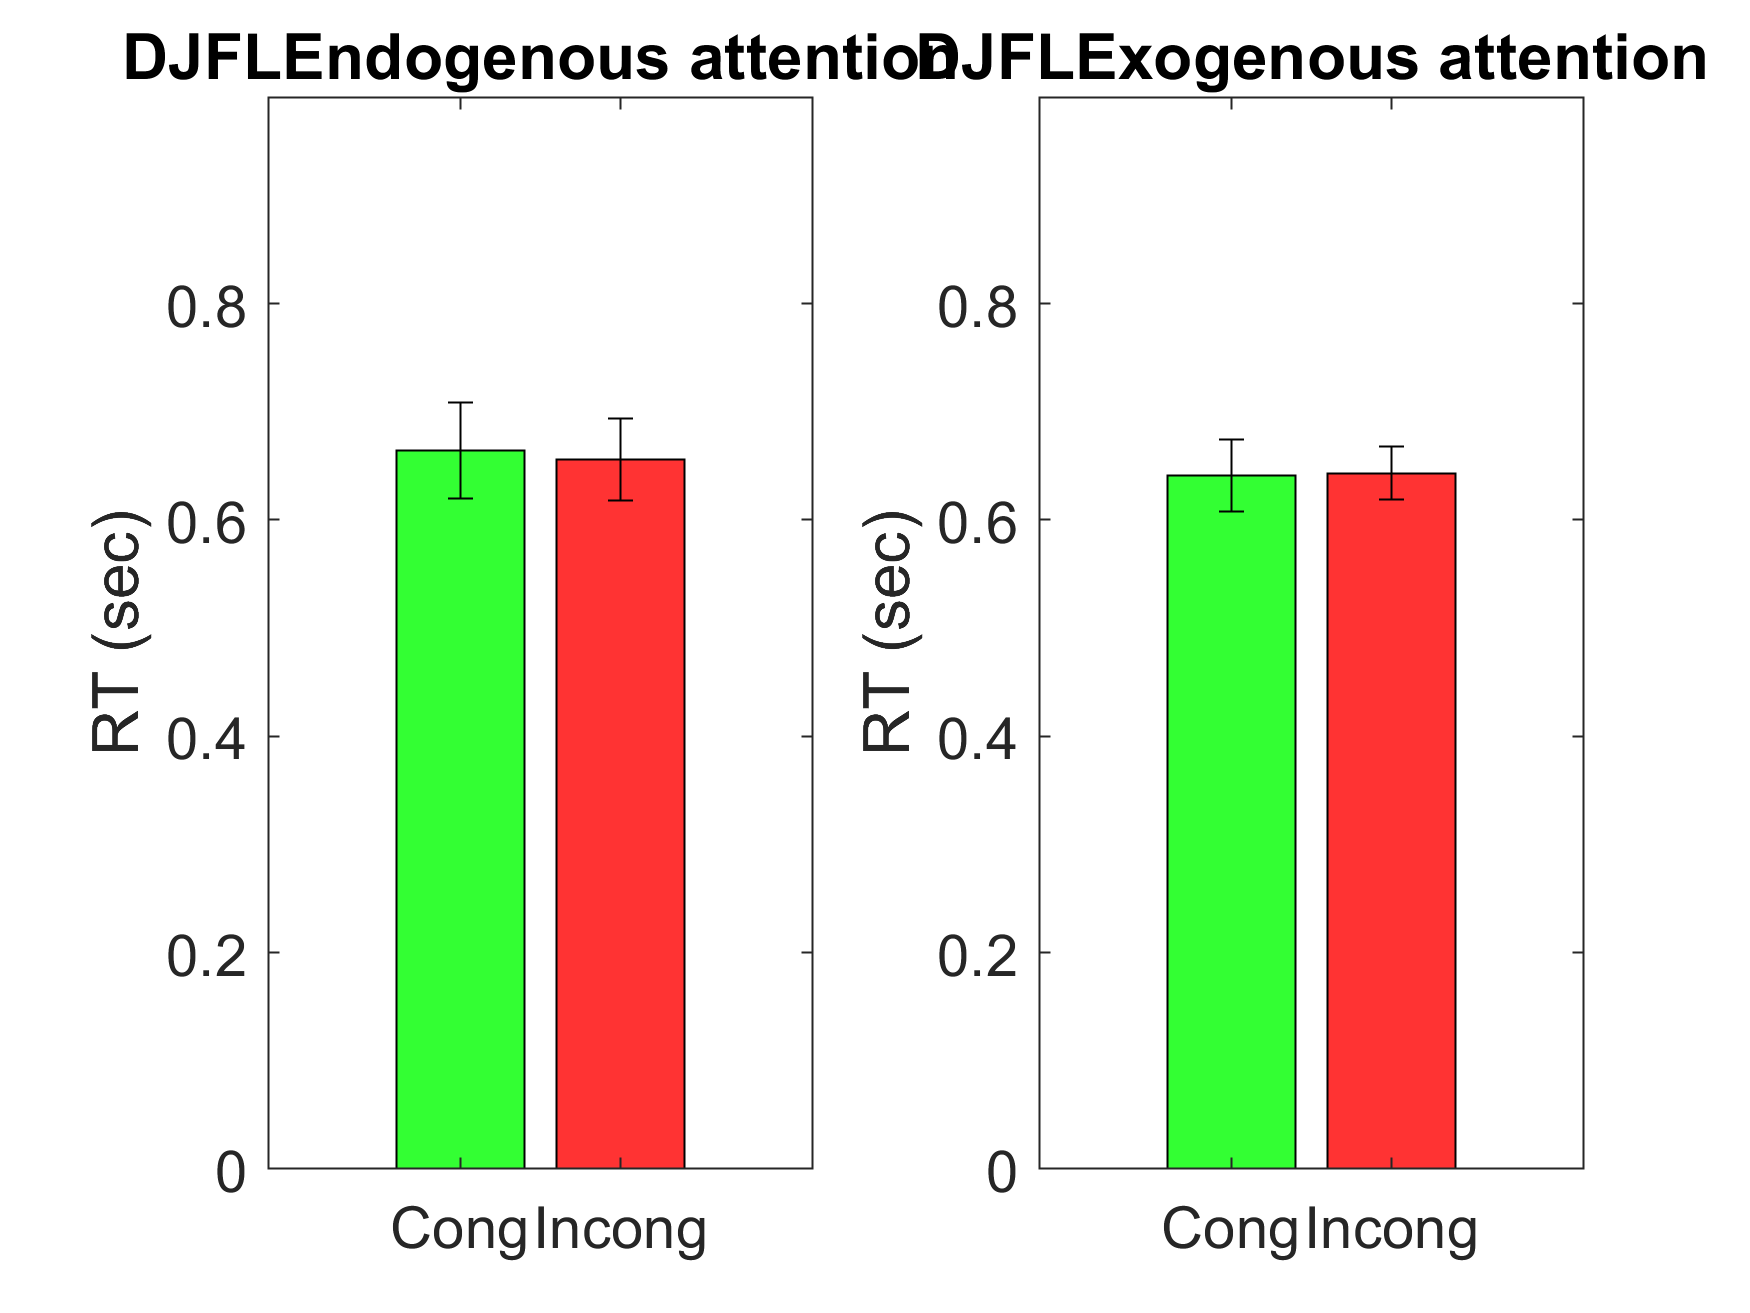 DJFLEndogenous attention
DJFLExogenous attention
RT (sec)
0.8
0.6
0.4
0.2
0
Cong Incong
RT (sec)
0.8
0.6
0.4
0.2
0
Cong Incong